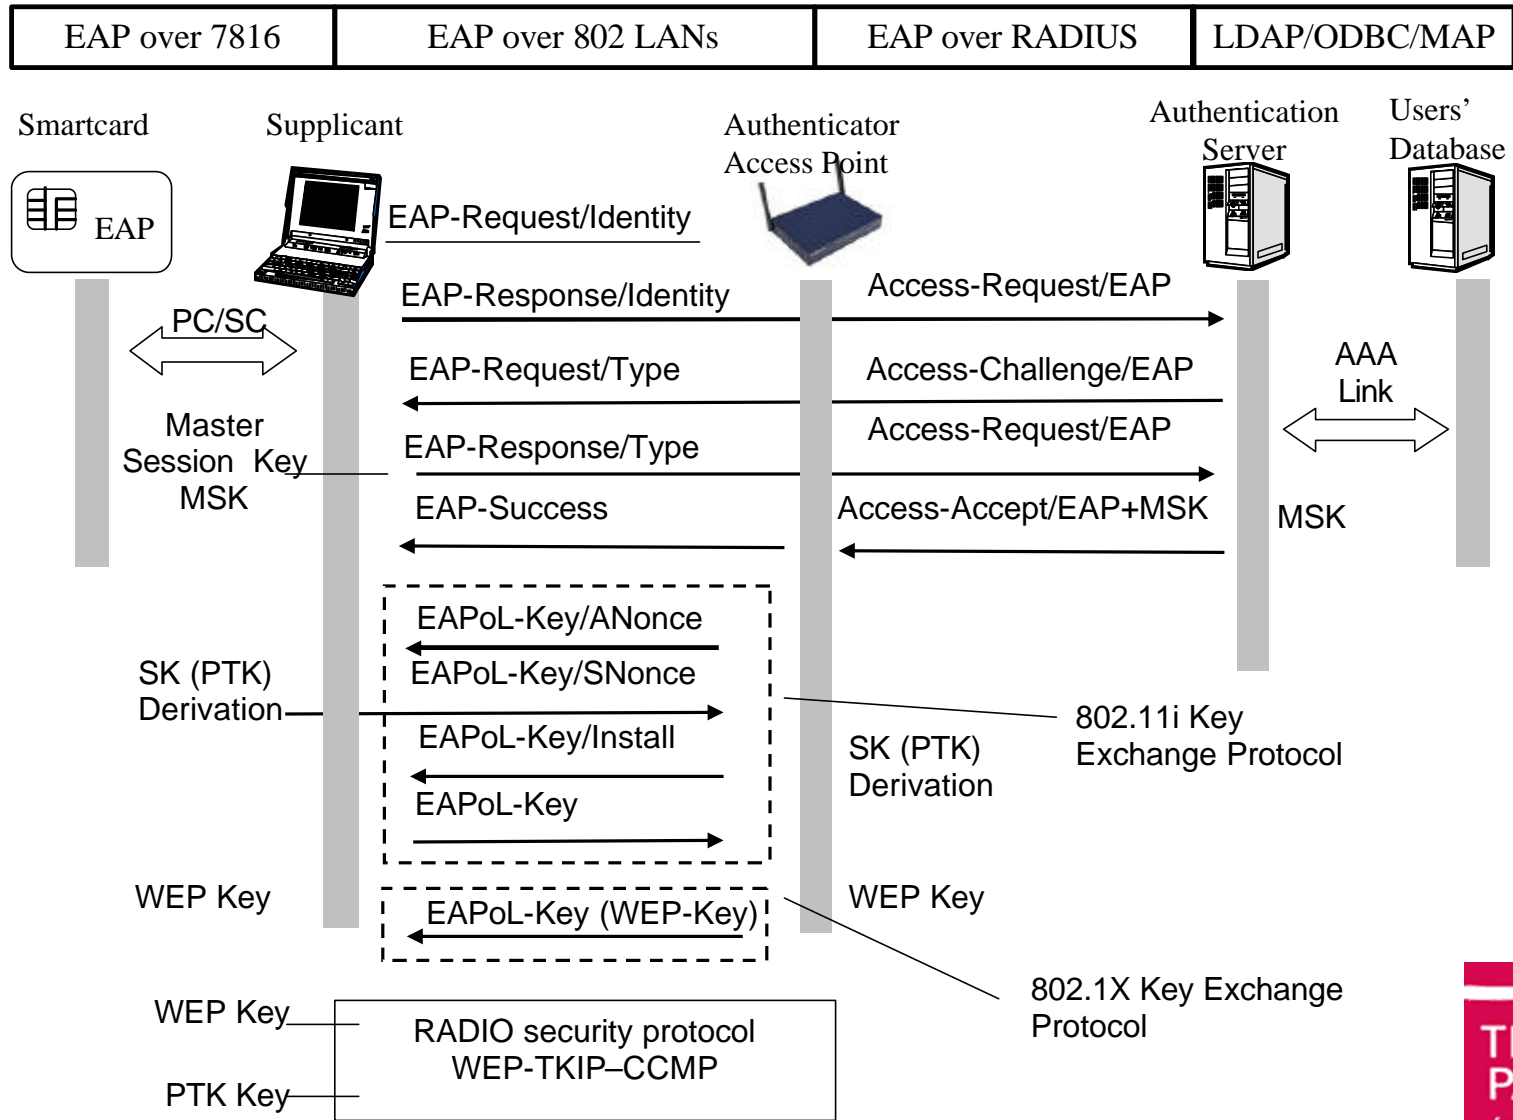 EAP over 7816
EAP over 802 LANs
EAP over RADIUS
LDAP/ODBC/MAP
Smartcard
Supplicant
Authenticator
Access Point
Authentication
Server
Users’
Database
EAP
EAP-Request/Identity
EAP-Response/Identity
Access-Request/EAP
PC/SC
EAP-Request/Type
Access-Challenge/EAP
AAA
Link
Master
Session Key
MSK
EAP-Response/Type
Access-Request/EAP
EAP-Success
Access-Accept/EAP+MSK
MSK
EAPoL-Key/ANonce
SK (PTK)
Derivation
EAPoL-Key/SNonce
802.11i Key
Exchange Protocol
EAPoL-Key/Install
SK (PTK)
Derivation
EAPoL-Key
WEP Key
EAPoL-Key (WEP-Key)
WEP Key
802.1X Key Exchange
Protocol
WEP Key
RADIO security protocol
WEP-TKIP–CCMP
PTK Key